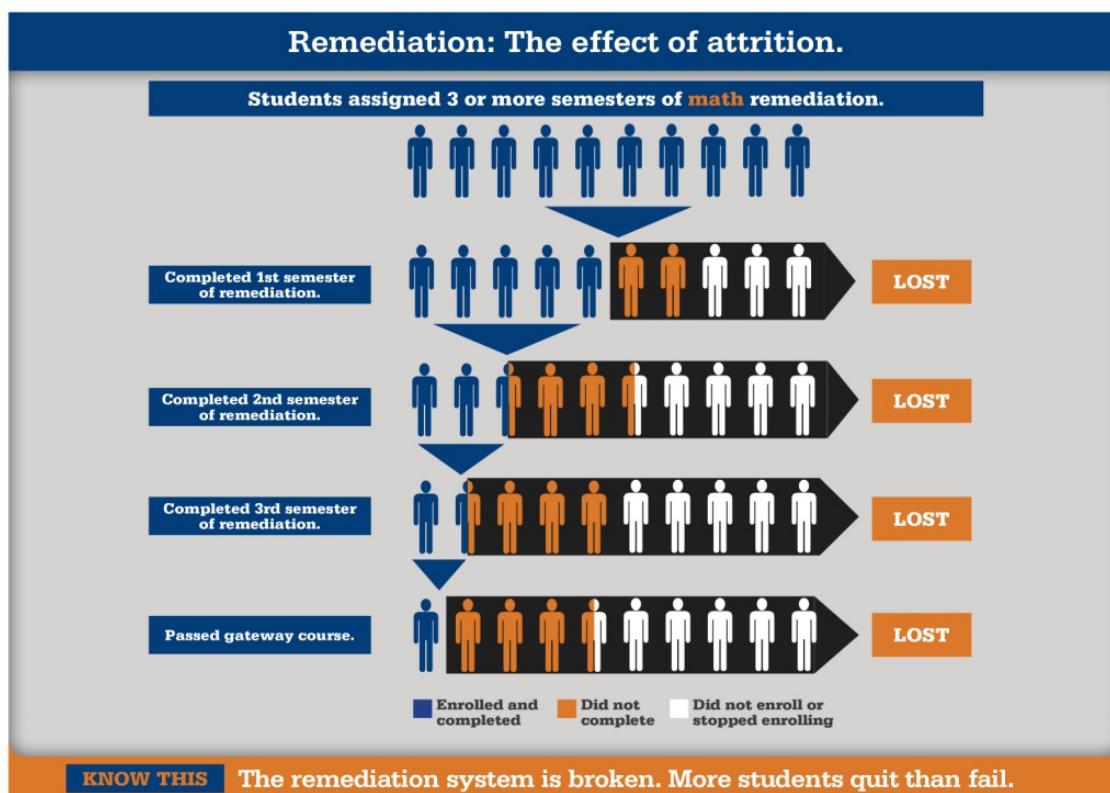 Remediation: The effect of attrition.
Students assigned 3 or more semesters of math remediation.
Completed 1st semester
of remediation.
LOST
Completed 2nd semester
of remediation.
LOST
Completed 3rd semester
of remediation.
LOST
Passed gateway course.
LOST
Enrolled and
completed
Did not
complete
Did not enroll or
stopped enrolling
KNOW THIS The remediation system is broken. More students quit than fail.